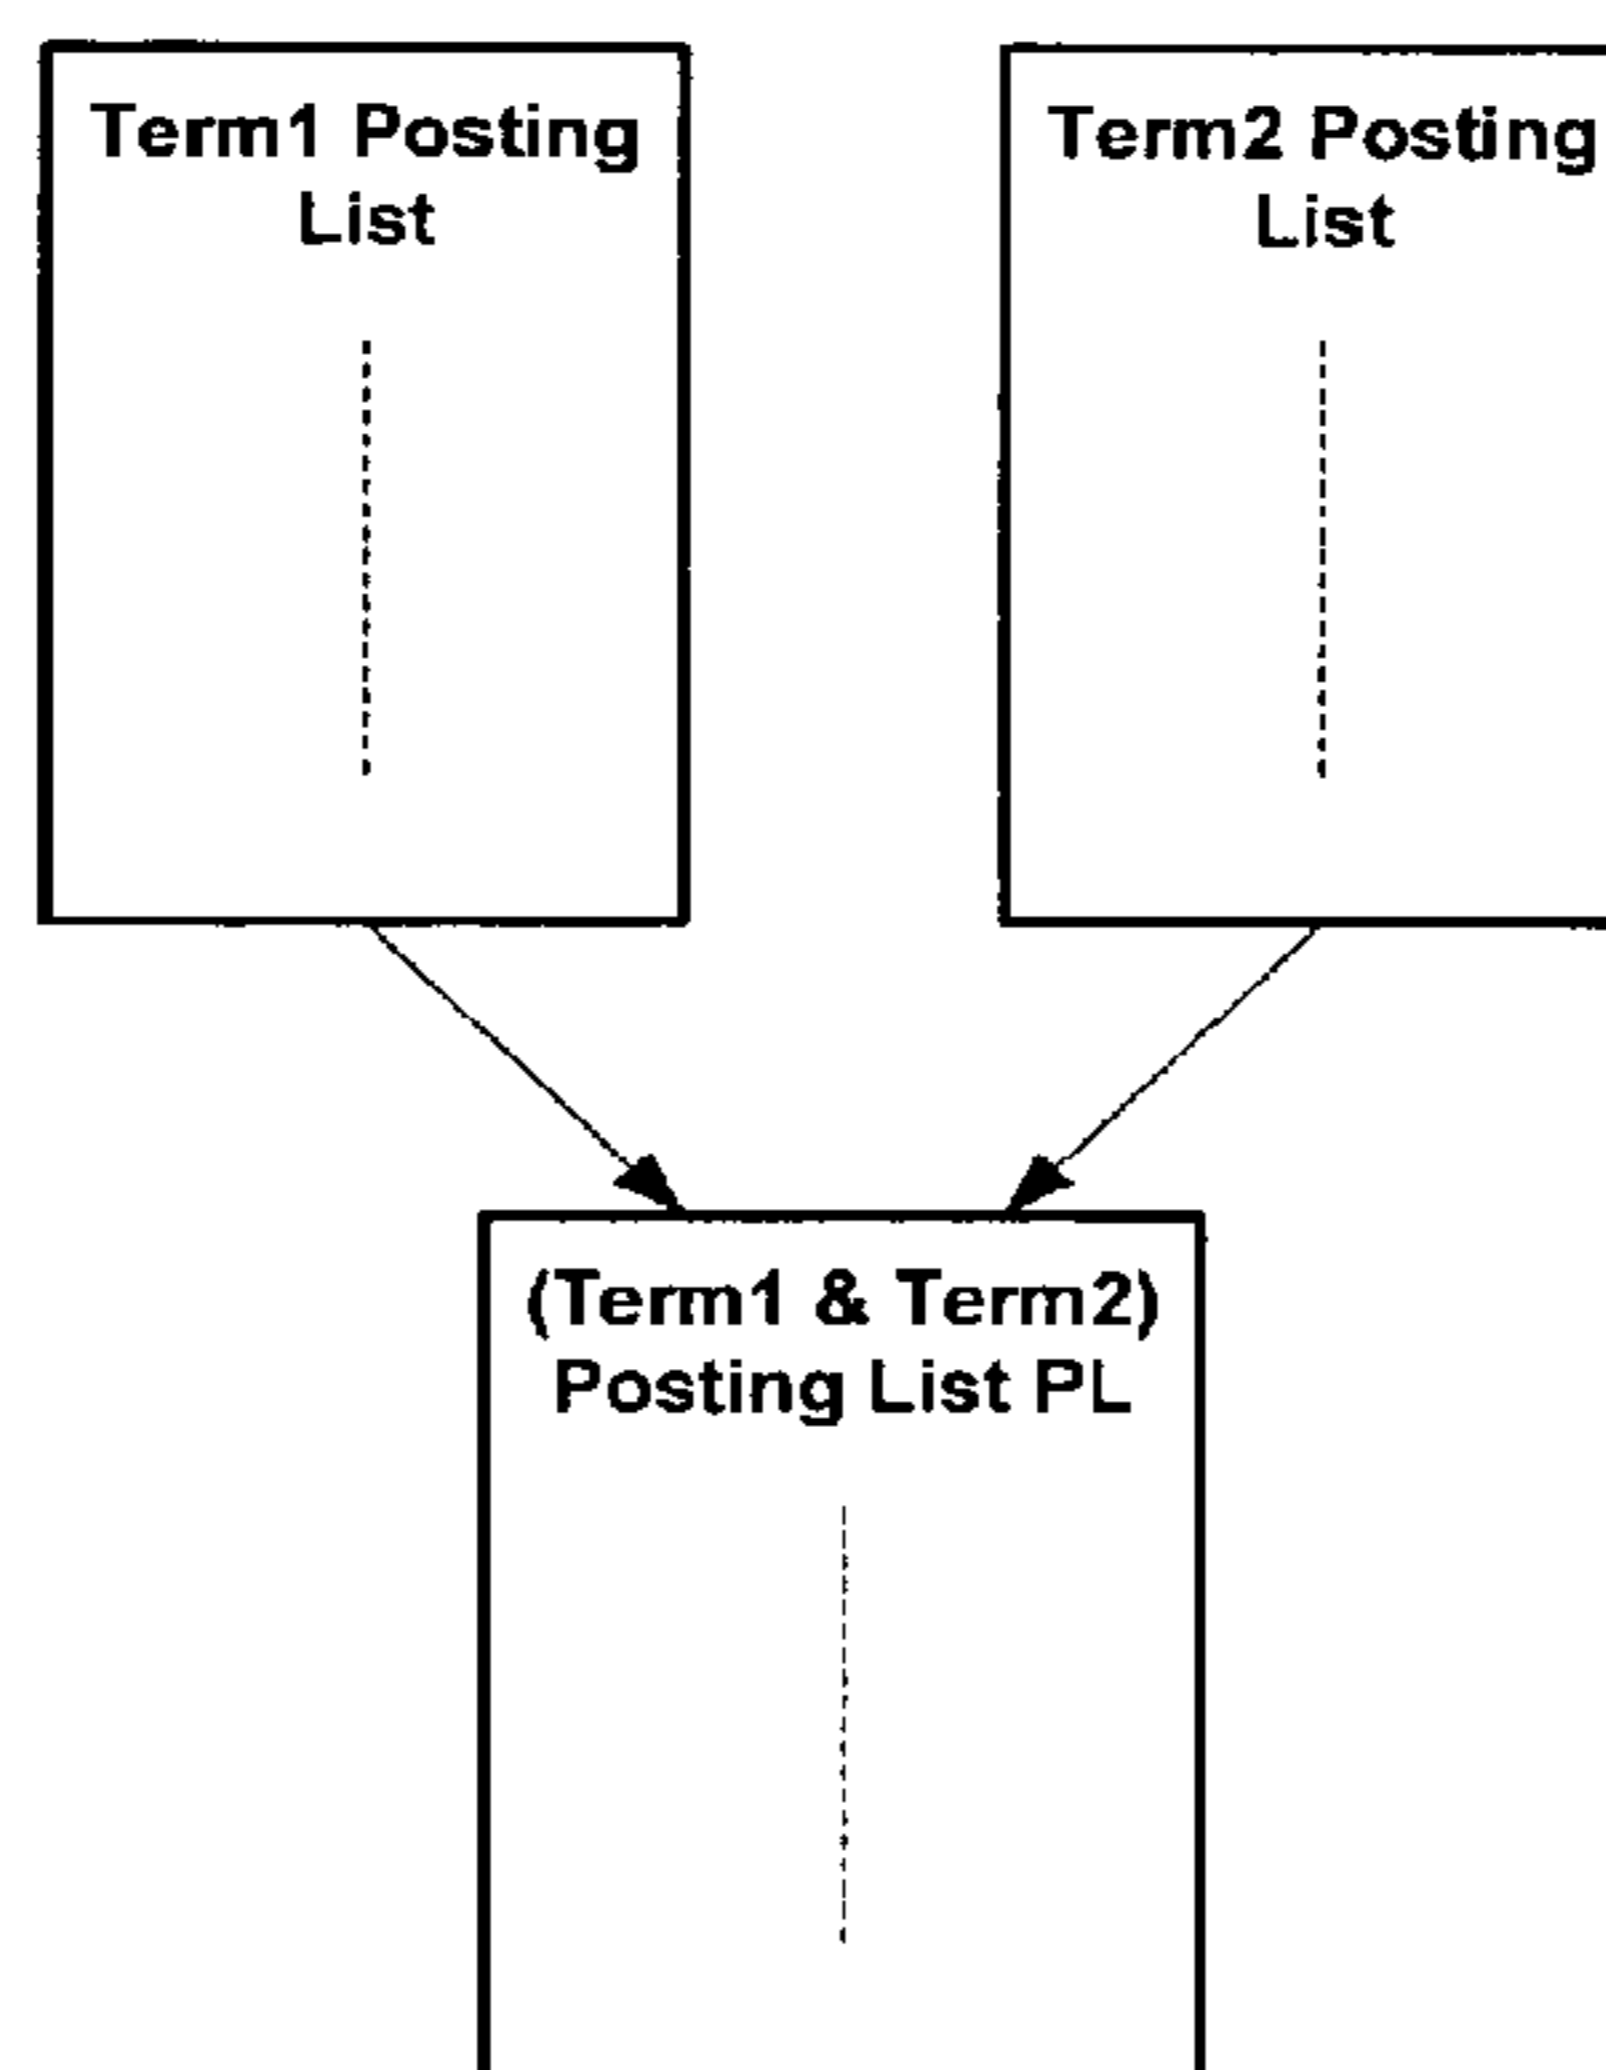 Term1 Posting
List
Term2 Posting
List
(Term1 & Term2)
Posting List PL